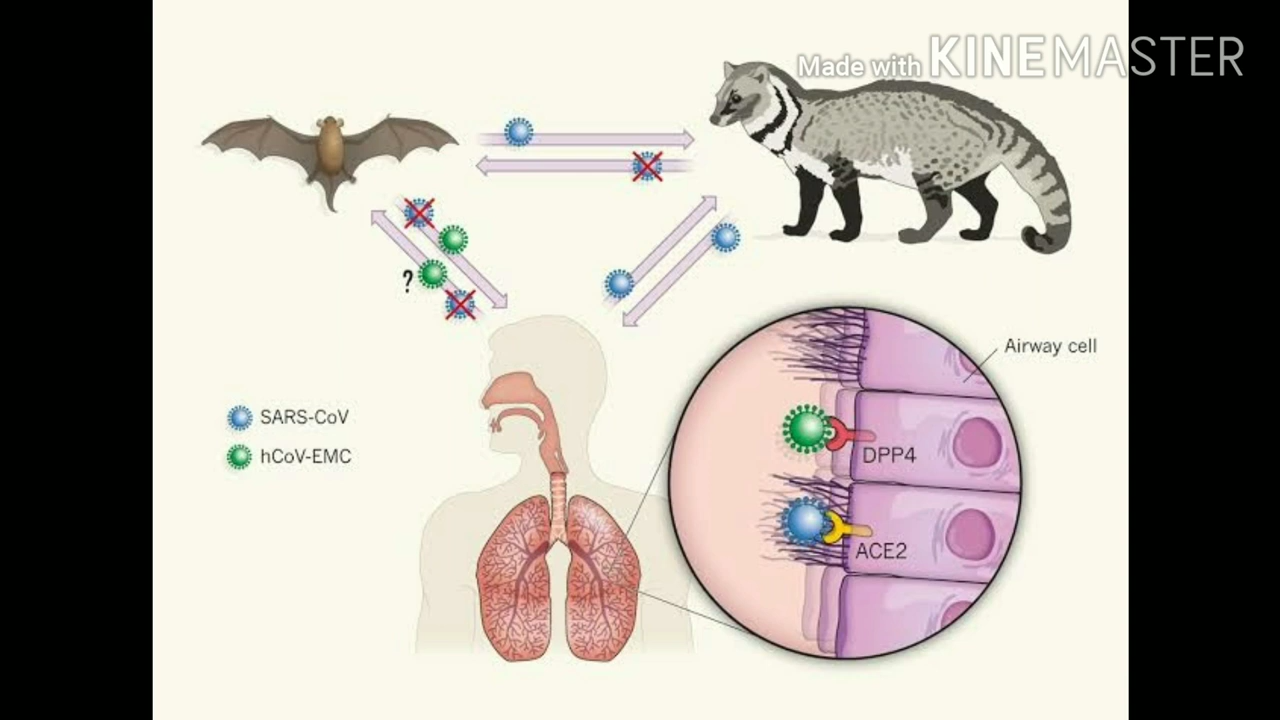 Made with KINEMASTER
?
Airway cell
SARS-CoV
hCoV-EMC
DPP4
ACE2